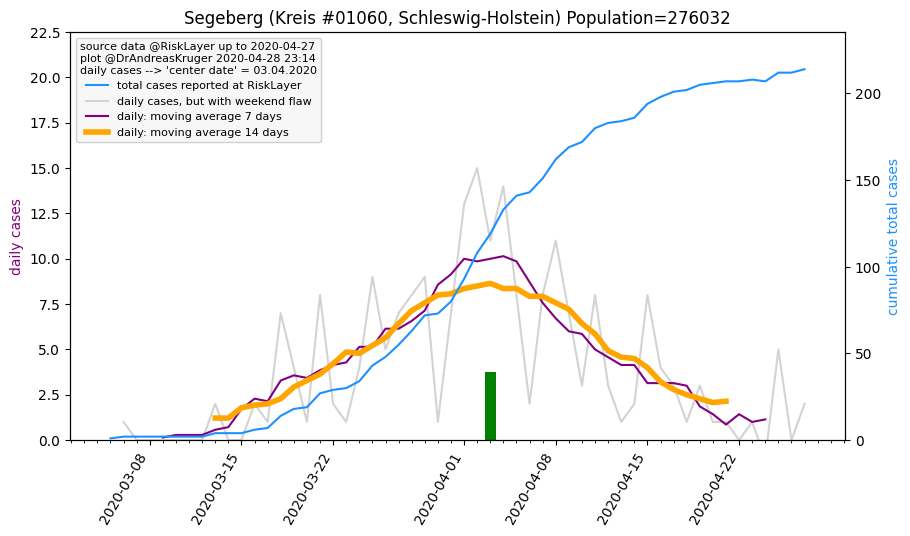 Segeberg (Kreis #01060, Schleswig-Holstein) Population=276032
source data @RiskLayer up to 2020-04-27
plot @DrAndreasKruger 2020-04-28 23:14
daily cases --> 'center date' = 03.04.2020
total cases reported at RiskLayer
daily cases, but with weekend flaw
daily: moving average 7 days
daily: moving average 14 days
daily cases
22.5
20.0
17.5
15.0
12.5
10.0
7.5
5.0
2.5
0.0
200
150
100
50
0
cumulative total cases
2020-03-08
2020-03-15
2020-03-22
2020-04-01
2020-04-08
2020-04-15
2020-04-22